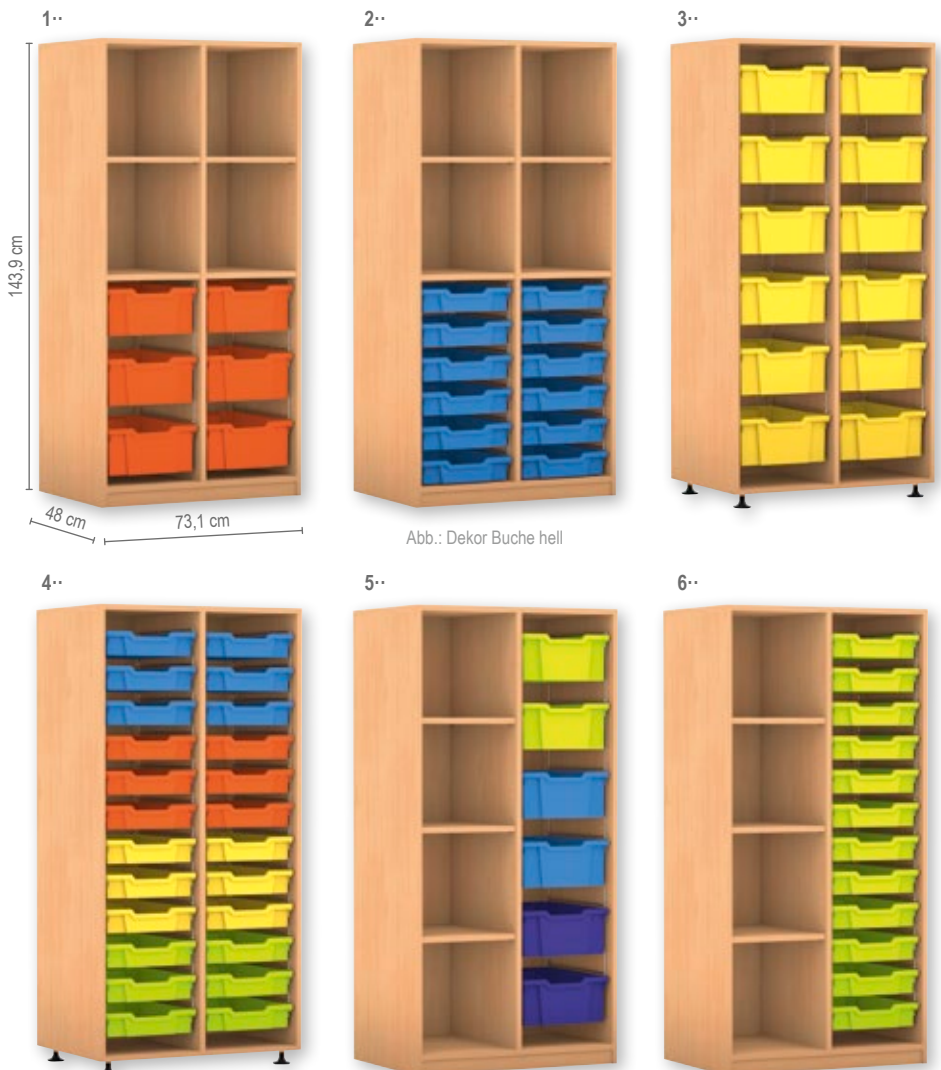 1··
2··
3··
143,9 cm
48 cm
73,1 cm
Abb.: Dekor Buche hell
4··
5··
6··